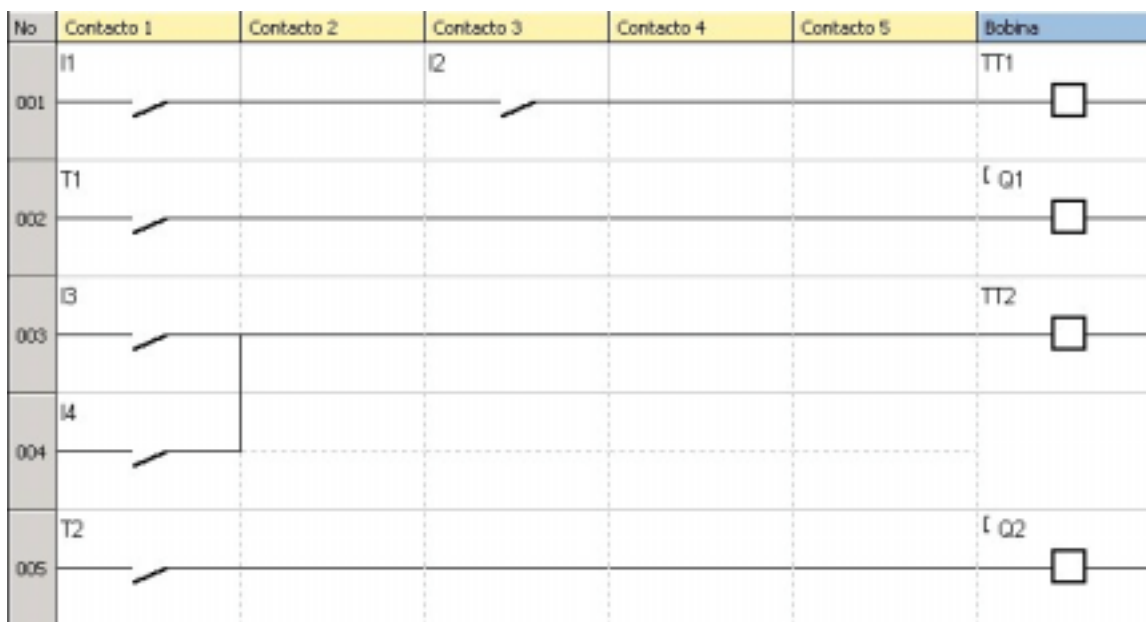 No Contacto 1 Contacto 2 Contacto 3 Contacto 4 Contacto 5 Bobina
I1 I2 TT1
001
T1 [ Q1
002
I3 TT2
003
I4
004
T2 [ Q2
005